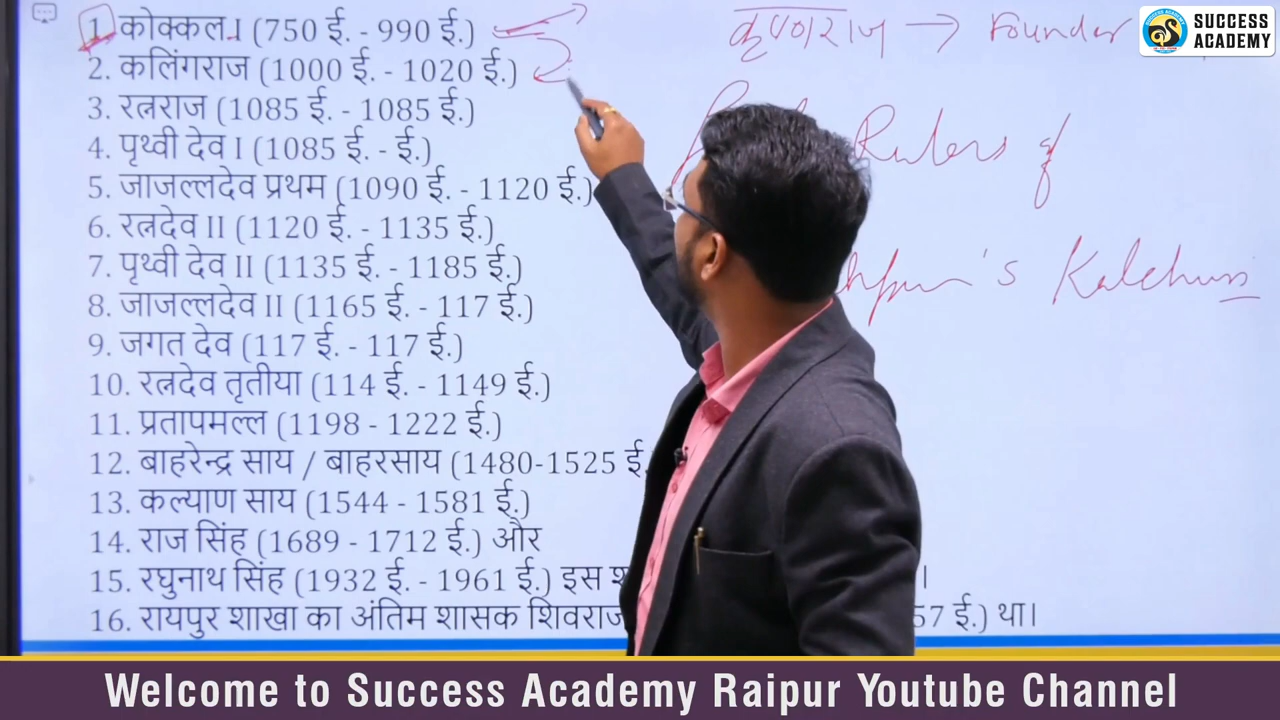 1. कोक्कल I (750 ई. - 990 ई.)
कृष्णराज → Founder
SUCCESS ACADEMY
2. कलिंगराज (1000 ई. - 1020 ई.)
3. रत्नराज (1085 ई. - 1085 ई.)
4. पृथ्वी देव I (1085 ई. - ई.)
Rulers of
5. जाजल्लदेव प्रथम (1090 ई. - 1120 ई.)
6. रत्नदेव II (1120 ई. - 1135 ई.)
7. पृथ्वी देव II (1135 ई. - 1185 ई.)
's Kalchuris
8. जाजल्लदेव II (1165 ई. - 117 ई.)
9. जगत देव (117 ई. - 117 ई.)
10. रत्नदेव तृतीया (114 ई. - 1149 ई.)
11. प्रतापमल्ल (1198 - 1222 ई.)
12. बाहरेन्द्र साय / बाहरसाय (1480-1525 ई.
13. कल्याण साय (1544 - 1581 ई.)
14. राज सिंह (1689 - 1712 ई.) और
15. रघुनाथ सिंह (1932 ई. - 1961 ई.) इस
16. रायपुर शाखा का अंतिम शासक शिवराज 57 ई.) था।
Welcome to Success Academy Raipur Youtube Channel